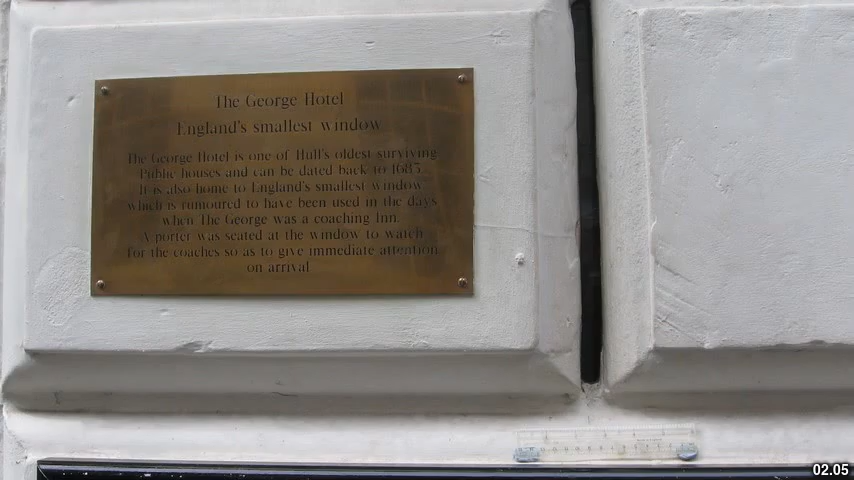 The George Hotel
England's smallest window
The George Hotel is one of Hull's oldest surviving
Public houses and can be dated back to 1683.
It is also home to England's smallest window
which is rumoured to have been used in the days
when The George was a coaching Inn.
A porter was seated at the window to watch
for the coaches so as to give immediate attention
on arrival
02.05